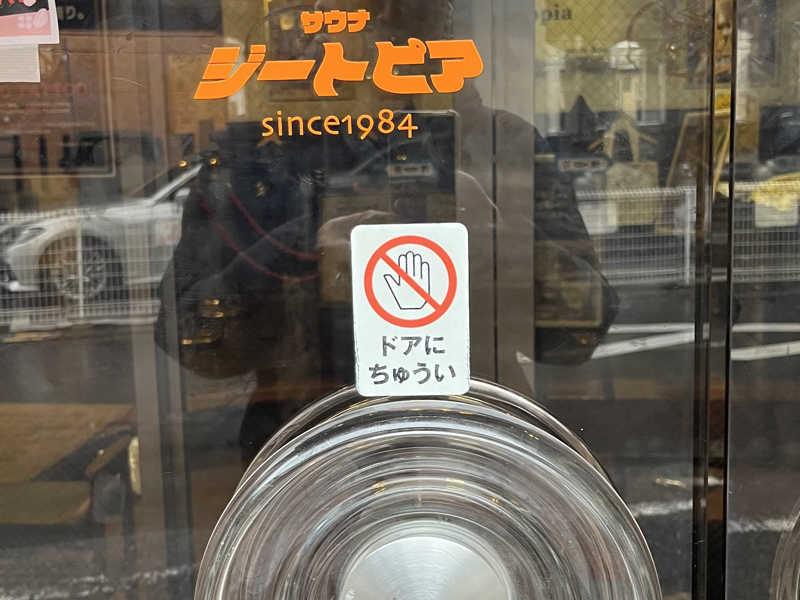 サウナ
ジートピア
since1984
ドアに
ちゅうい